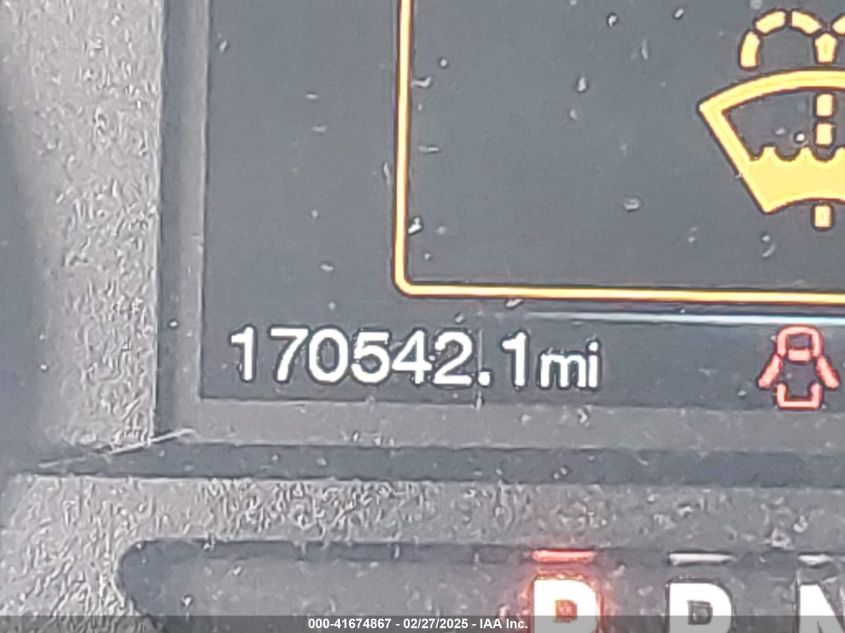 170542.1mi
P R N
000-41674867 - 02/27/2025 - IAA Inc.